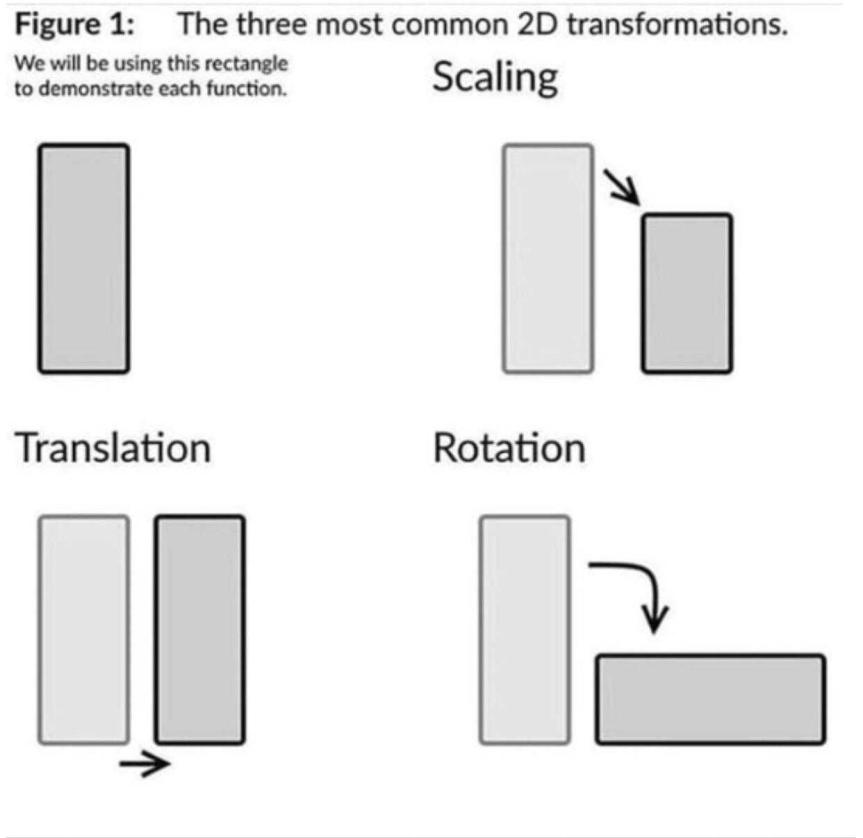 Figure 1: The three most common 2D transformations.
We will be using this rectangle
to demonstrate each function.
Scaling
Translation
Rotation